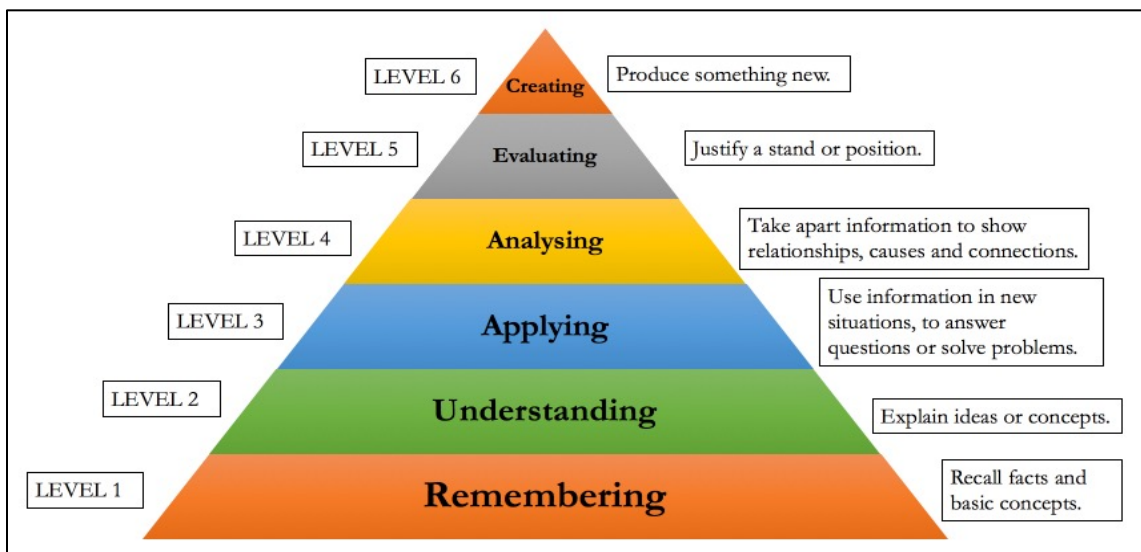 LEVEL 6
Creating
Produce something new.
LEVEL 5
Evaluating
Justify a stand or position.
LEVEL 4
Analysing
Take apart information to show
relationships, causes and connections.
LEVEL 3
Applying
Use information in new
situations, to answer
questions or solve problems.
LEVEL 2
Understanding
Explain ideas or concepts.
LEVEL 1
Remembering
Recall facts and
basic concepts.